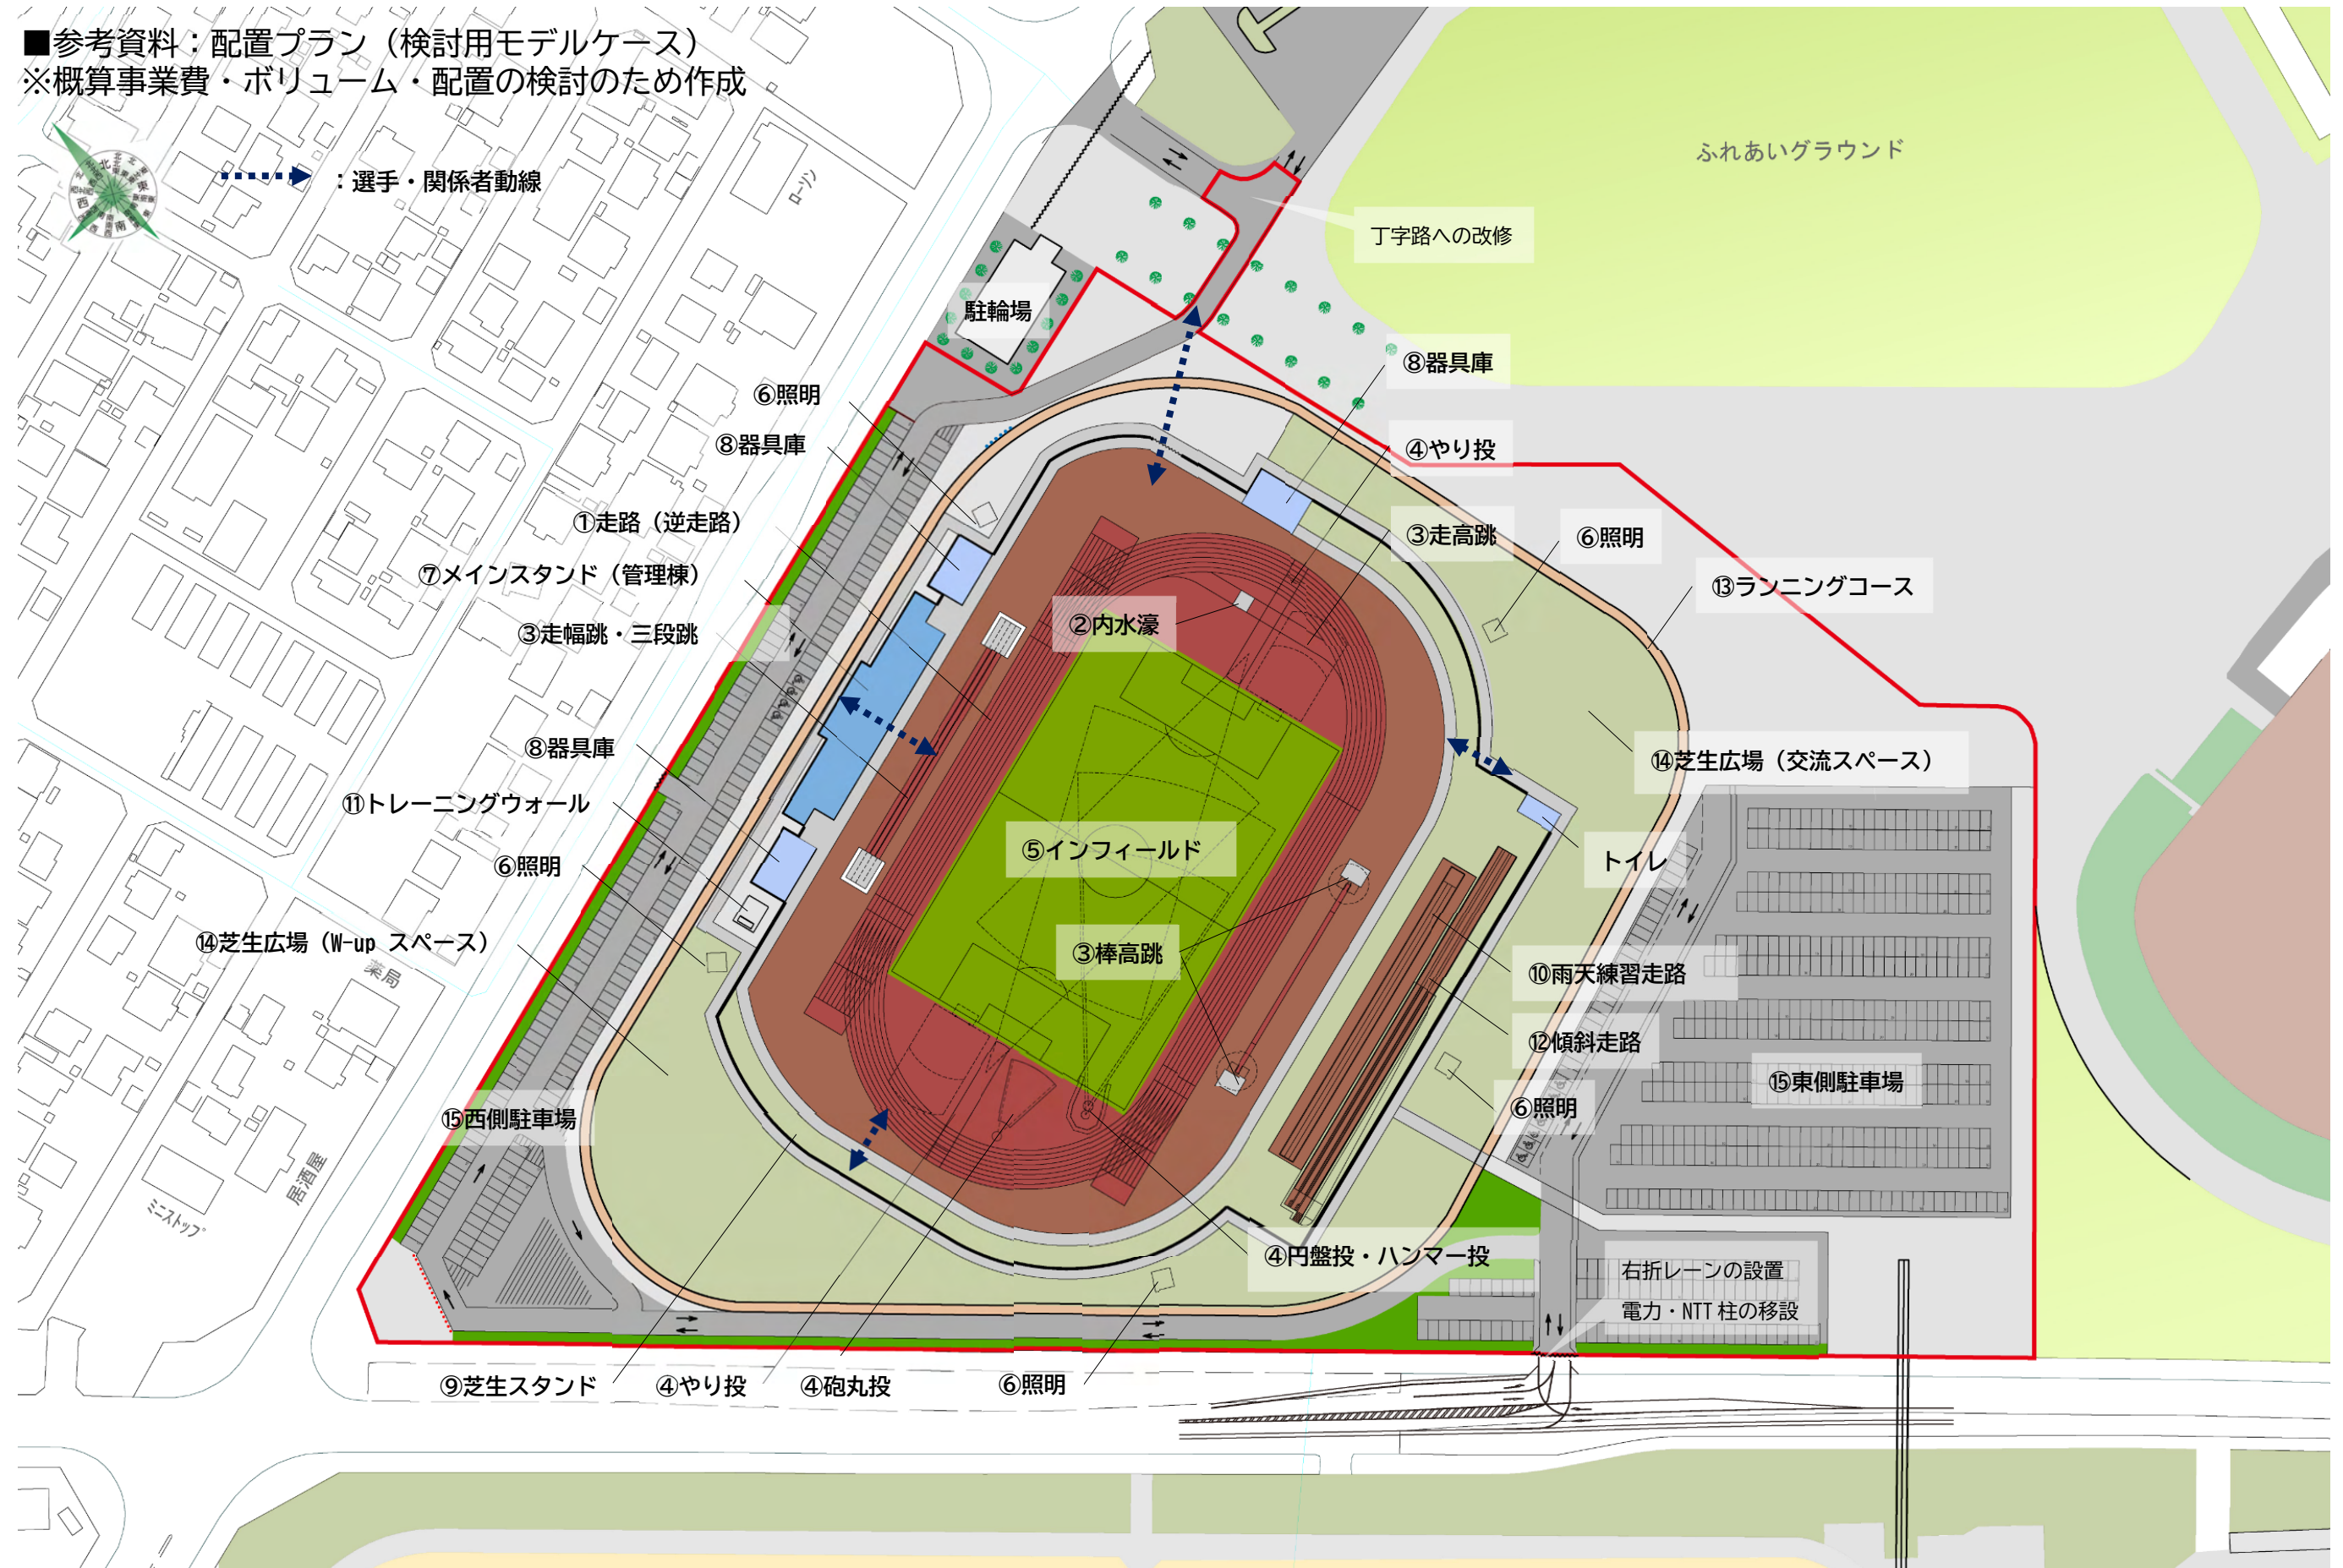 ■参考資料：配置プラン（検討用モデルケース）
※概算事業費・ボリューム・配置の検討のため作成
：選手・関係者動線
北
東
南
西
ローソン
ふれあいグラウンド
丁字路への改修
駐輪場
⑧器具庫
⑥照明
④やり投
⑧器具庫
①走路（逆走路）
③走高跳
⑥照明
⑦メインスタンド（管理棟）
⑬ランニングコース
②内水濠
③走幅跳・三段跳
⑧器具庫
⑭芝生広場（交流スペース）
⑪トレーニングウォール
⑤インフィールド
トイレ
⑥照明
⑭芝生広場（W-up スペース）
③棒高跳
薬局
⑩雨天練習走路
⑫傾斜走路
⑮東側駐車場
⑥照明
⑮西側駐車場
居酒屋
ミニストップ
④円盤投・ハンマー投
右折レーンの設置
電力・NTT 柱の移設
⑨芝生スタンド
④やり投
④砲丸投
⑥照明